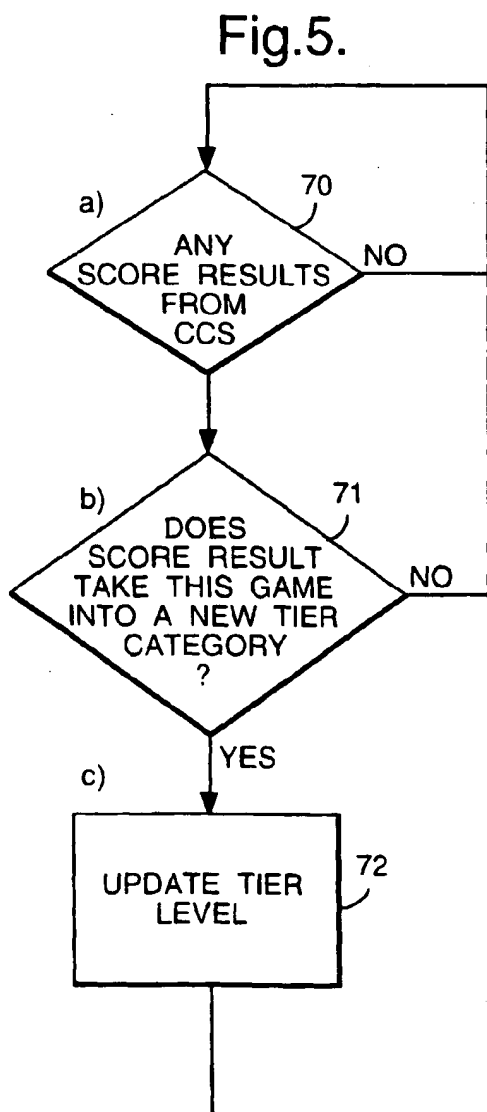 Fig.5.
a)
70
ANY
SCORE RESULTS
FROM
CCS
NO
b)
71
DOES
SCORE RESULT
TAKE THIS GAME
INTO A NEW TIER
CATEGORY
?
NO
YES
c)
72
UPDATE TIER
LEVEL